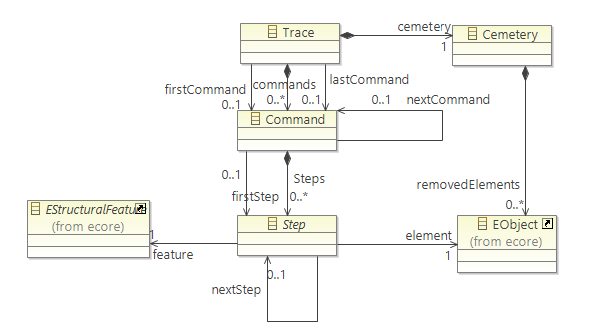 Trace
cemetery
1
Cemetery
firstCommand
commands
lastCommand
0..1
0..*
0..1
0..1
nextCommand
Command
0..1
firstStep
Steps
0..*
removedElements
0..*
EStructuralFeature
(from ecore)
1
feature
Step
element
1
EObject
(from ecore)
0..1
nextStep